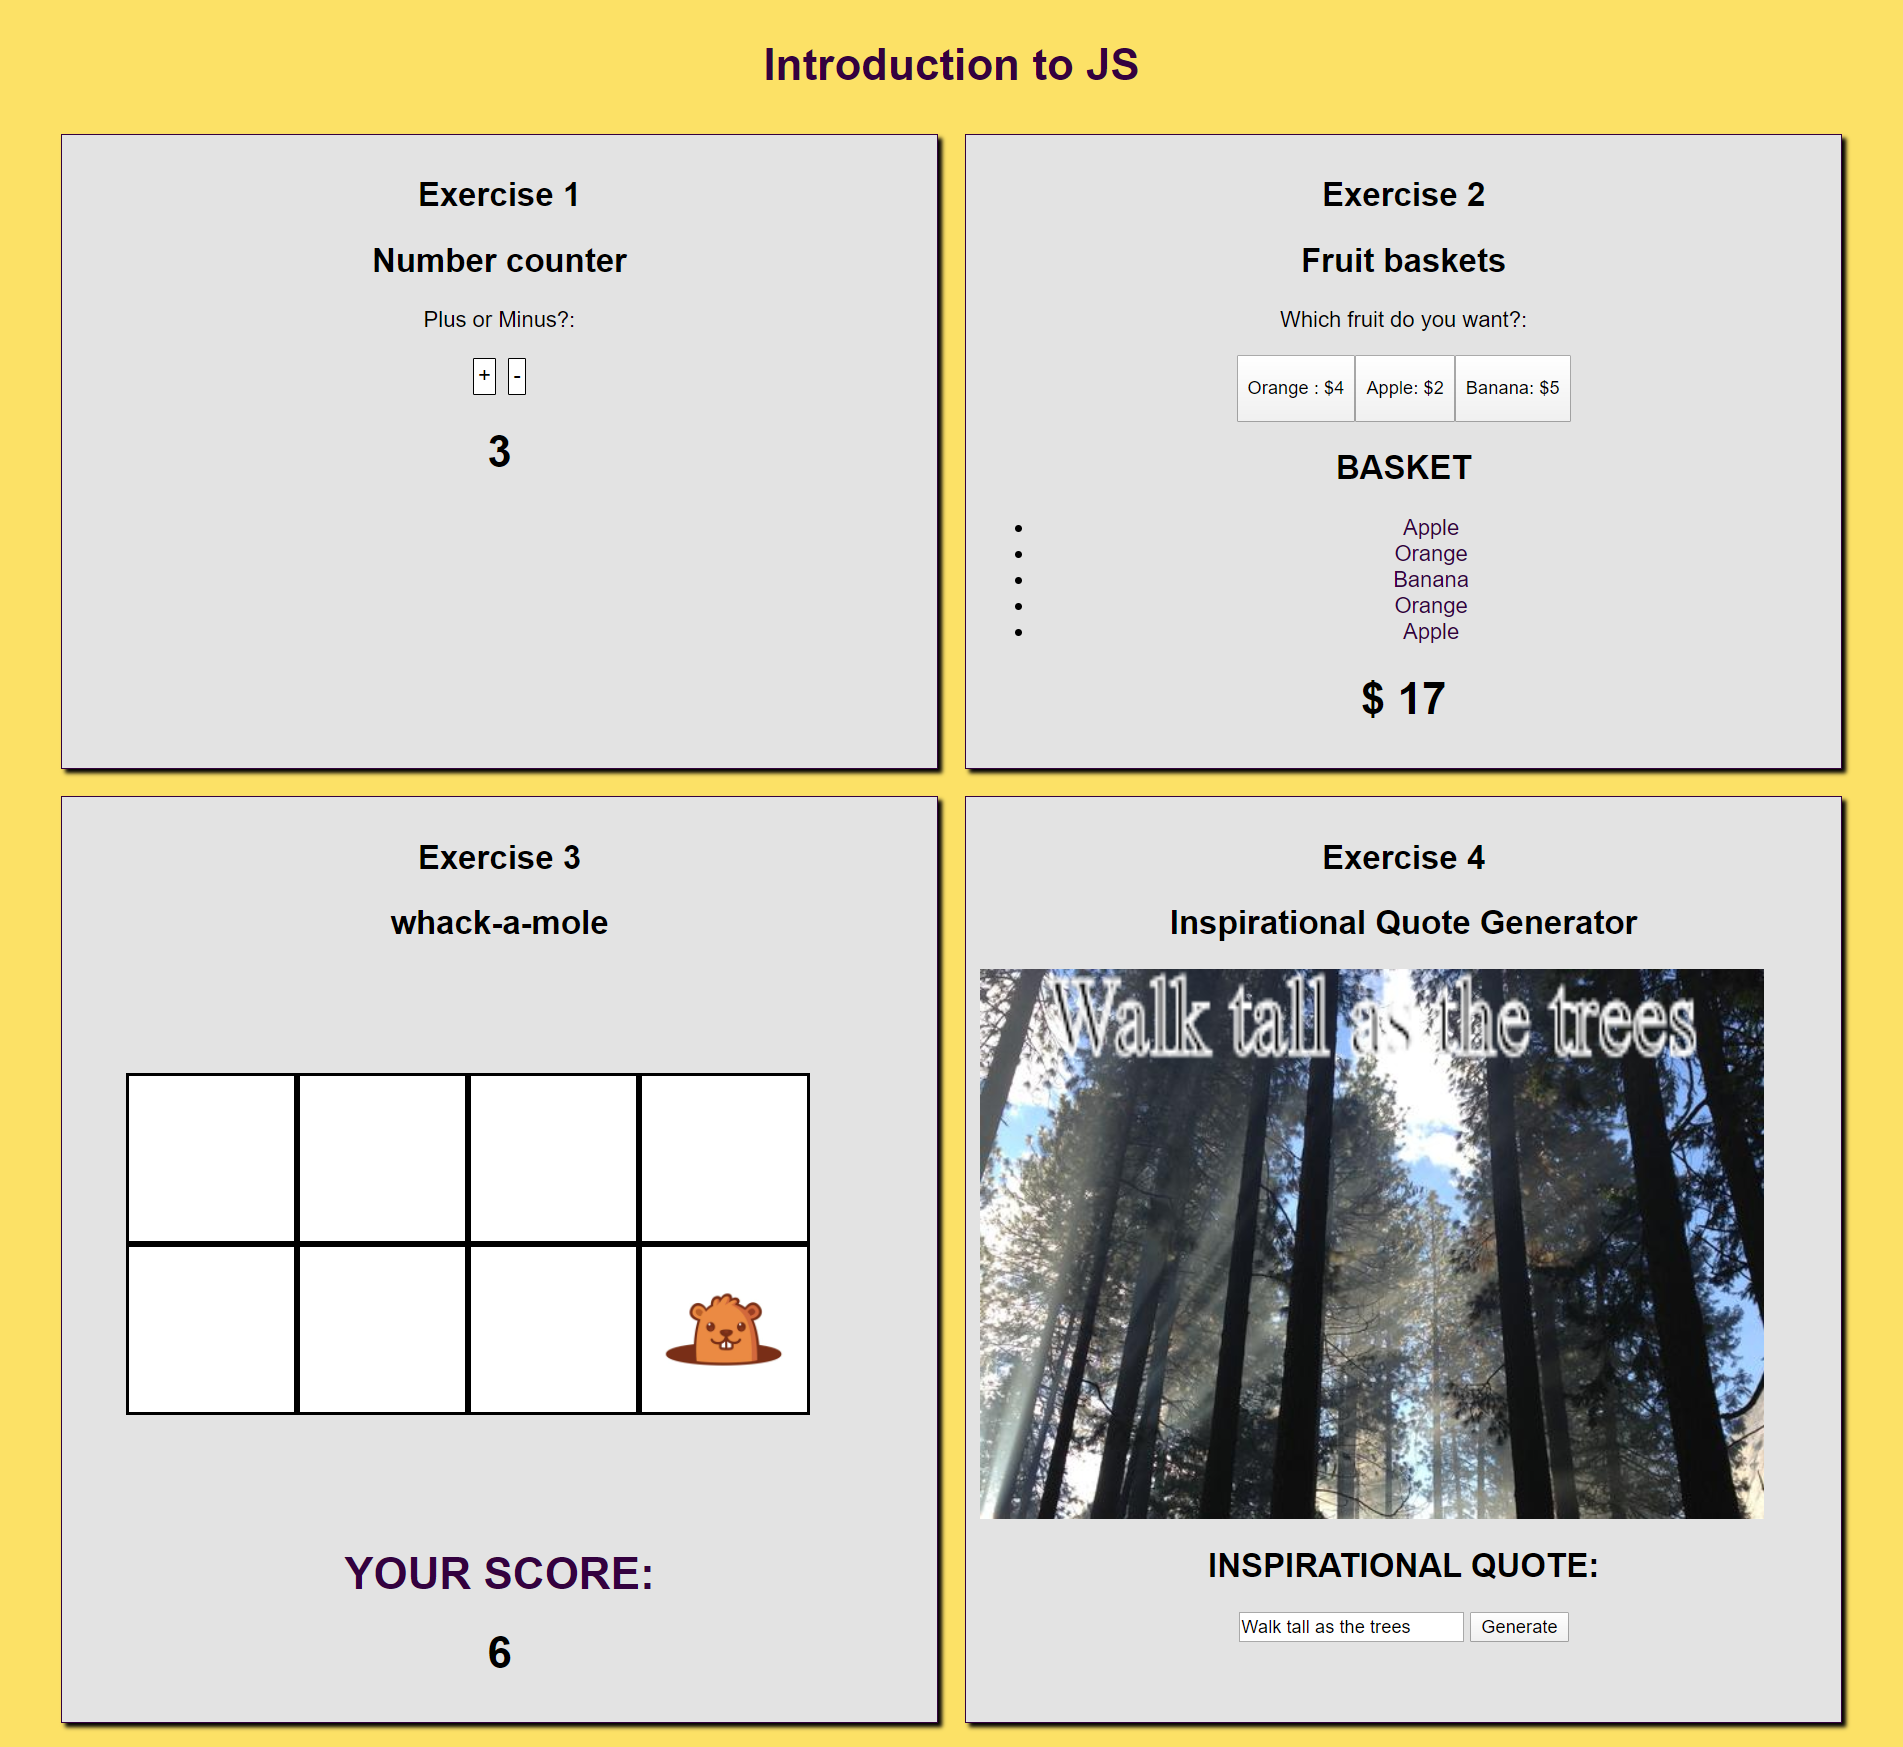 Introduction to JS
Exercise 1
Number counter
Plus or Minus?:
+ -
3
Exercise 2
Fruit baskets
Which fruit do you want?:
Orange : $4 Apple: $2 Banana: $5
BASKET
Apple
Orange
Banana
Orange
Apple
$ 17
Exercise 3
whack-a-mole
YOUR SCORE:
6
Exercise 4
Inspirational Quote Generator
Walk tall as the trees
INSPIRATIONAL QUOTE:
Walk tall as the trees Generate